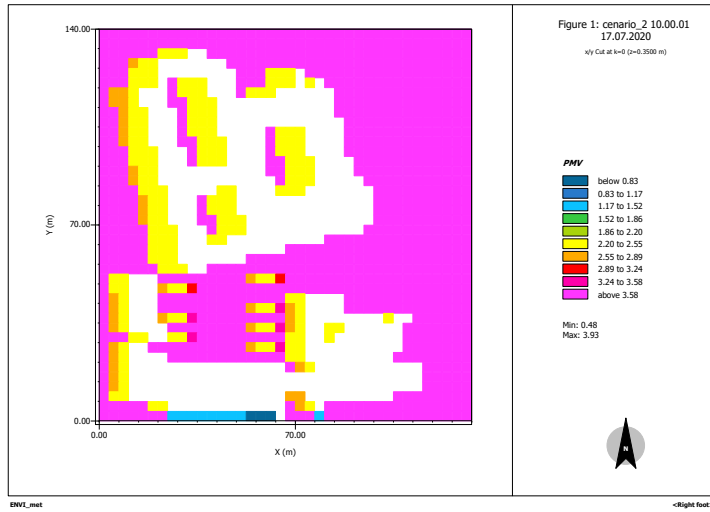 Figure 1: cenario_2 10.00.01
17.07.2020
x/y Cut at k=0 (z=0.3500 m)
140.00
70.00
0.00
Y (m)
0.00
70.00
X (m)
PMV
below 0.83
0.83 to 1.17
1.17 to 1.52
1.52 to 1.86
1.86 to 2.20
2.20 to 2.55
2.55 to 2.89
2.89 to 3.24
3.24 to 3.58
above 3.58
Min: 0.48
Max: 3.93
N
ENVI_met
<Right foot